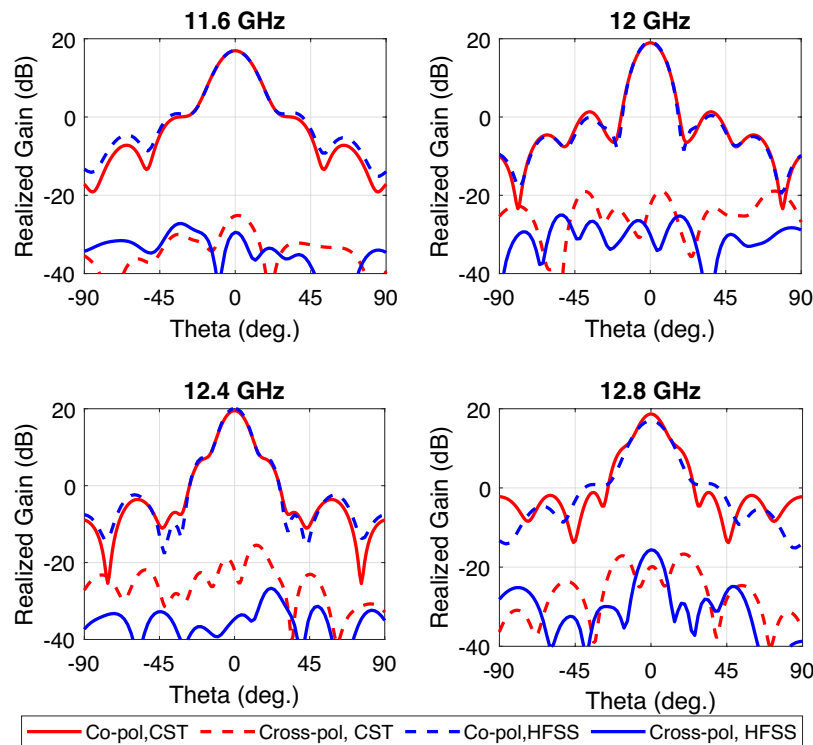 11.6 GHz
Realized Gain (dB)
20
0
-20
-40
-90
-45
0
45
90
Theta (deg.)
12 GHz
Realized Gain (dB)
20
0
-20
-40
-90
-45
0
45
90
Theta (deg.)
12.4 GHz
Realized Gain (dB)
20
0
-20
-40
-90
-45
0
45
90
Theta (deg.)
12.8 GHz
Realized Gain (dB)
20
0
-20
-40
-90
-45
0
45
90
Theta (deg.)
Co-pol,CST Cross-pol, CST Co-pol,HFSS Cross-pol, HFSS